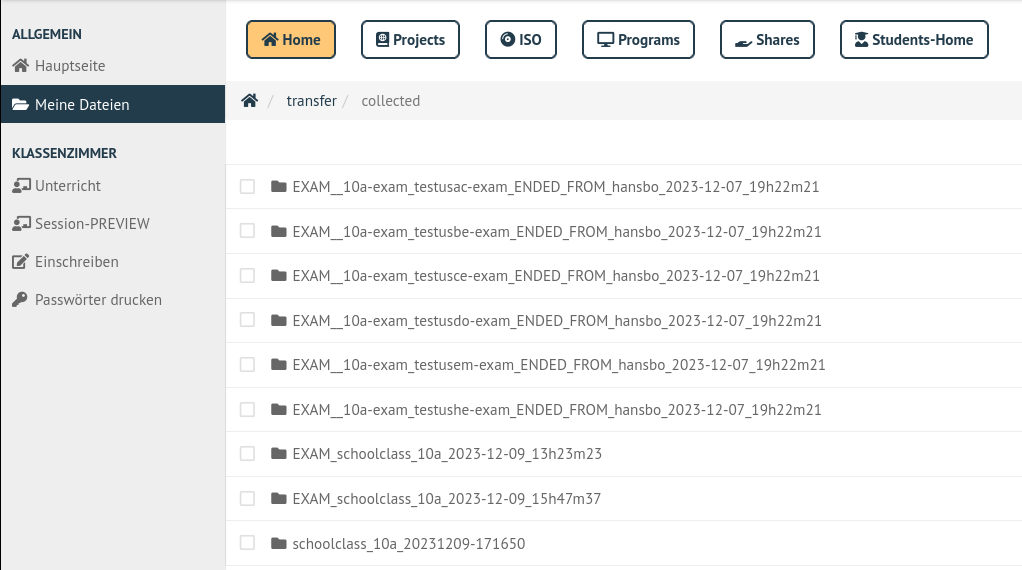 ALLGEMEIN
Hauptseite
Meine Dateien
KLASSENZIMMER
Unterricht
Session-PREVIEW
Einschreiben
Passwörter drucken
Home Projects ISO Programs Shares Students-Home
/ transfer / collected
EXAM__10a-exam_testusac-exam_ENDED_FROM_hansbo_2023-12-07_19h22m21
EXAM__10a-exam_testusbe-exam_ENDED_FROM_hansbo_2023-12-07_19h22m21
EXAM__10a-exam_testusce-exam_ENDED_FROM_hansbo_2023-12-07_19h22m21
EXAM__10a-exam_testusdo-exam_ENDED_FROM_hansbo_2023-12-07_19h22m21
EXAM__10a-exam_testusem-exam_ENDED_FROM_hansbo_2023-12-07_19h22m21
EXAM__10a-exam_testushe-exam_ENDED_FROM_hansbo_2023-12-07_19h22m21
EXAM_schoolclass_10a_2023-12-09_13h23m23
EXAM_schoolclass_10a_2023-12-09_15h47m37
schoolclass_10a_20231209-171650